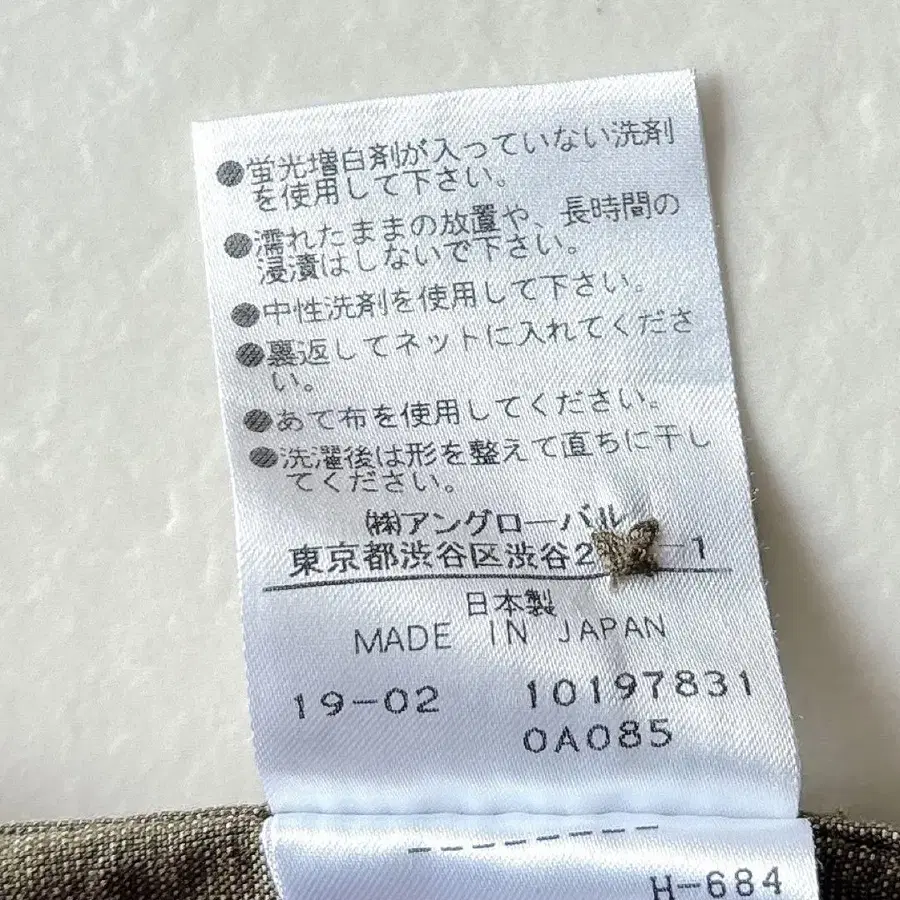 ●蛍光増白剤が入っていない洗剤
を使用して下さい。
●濡れたままの放置や、長時間の
浸漬はしないで下さい。
●中性洗剤を使用して下さい。
●裏返してネットに入れてくださ
い。
●あて布を使用してください。
●洗濯後は形を整えて直ちに干し
てください。
㈱アングローバル
東京都渋谷区渋谷2 -1
日本製
MADE IN JAPAN
19-02 10197831
0A085
H-684